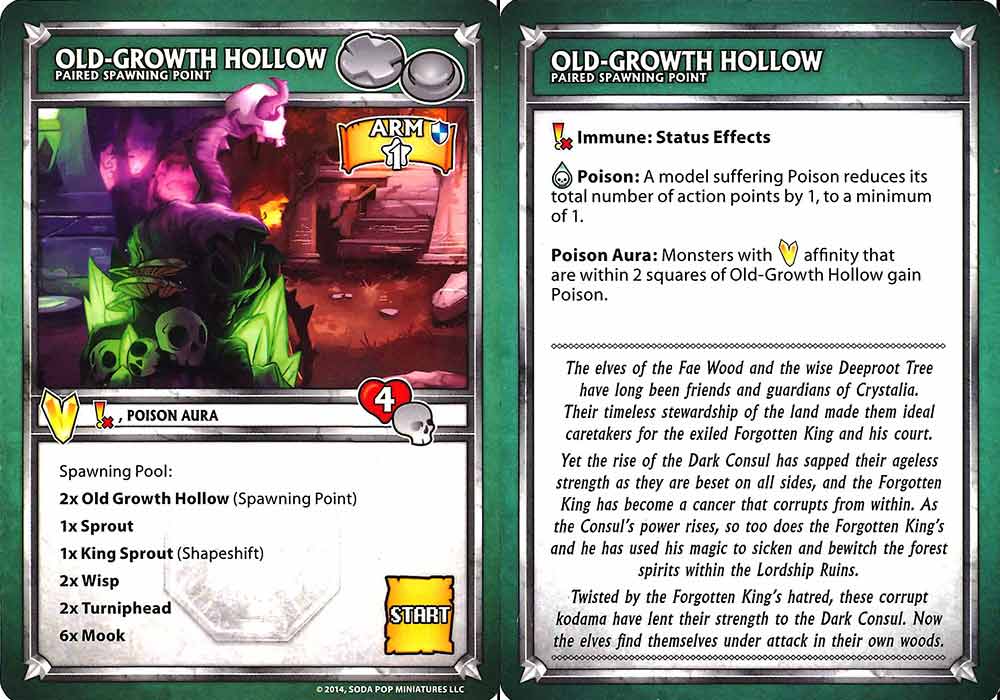 OLD-GROWTH HOLLOW
PAIRED SPAWNING POINT
ARM
1
4
, POISON AURA
Spawning Pool:
2x Old Growth Hollow (Spawning Point)
1x Sprout
1x King Sprout (Shapeshift)
2x Wisp
2x Turniphead
6x Mook
START
© 2014, SODA POP MINIATURES LLC
OLD-GROWTH HOLLOW
PAIRED SPAWNING POINT
Immune: Status Effects
Poison: A model suffering Poison reduces its
total number of action points by 1, to a minimum
of 1.
Poison Aura: Monsters with affinity that
are within 2 squares of Old-Growth Hollow gain
Poison.
The elves of the Fae Wood and the wise Deeproot Tree
have long been friends and guardians of Crystalia.
Their timeless stewardship of the land made them ideal
caretakers for the exiled Forgotten King and his court.
Yet the rise of the Dark Consul has sapped their ageless
strength as they are beset on all sides, and the Forgotten
King has become a cancer that corrupts from within. As
the Consul's power rises, so too does the Forgotten King's
and he has used his magic to sicken and bewitch the forest
spirits within the Lordship Ruins.
Twisted by the Forgotten King's hatred, these corrupt
kodama have lent their strength to the Dark Consul. Now
the elves find themselves under attack in their own woods.